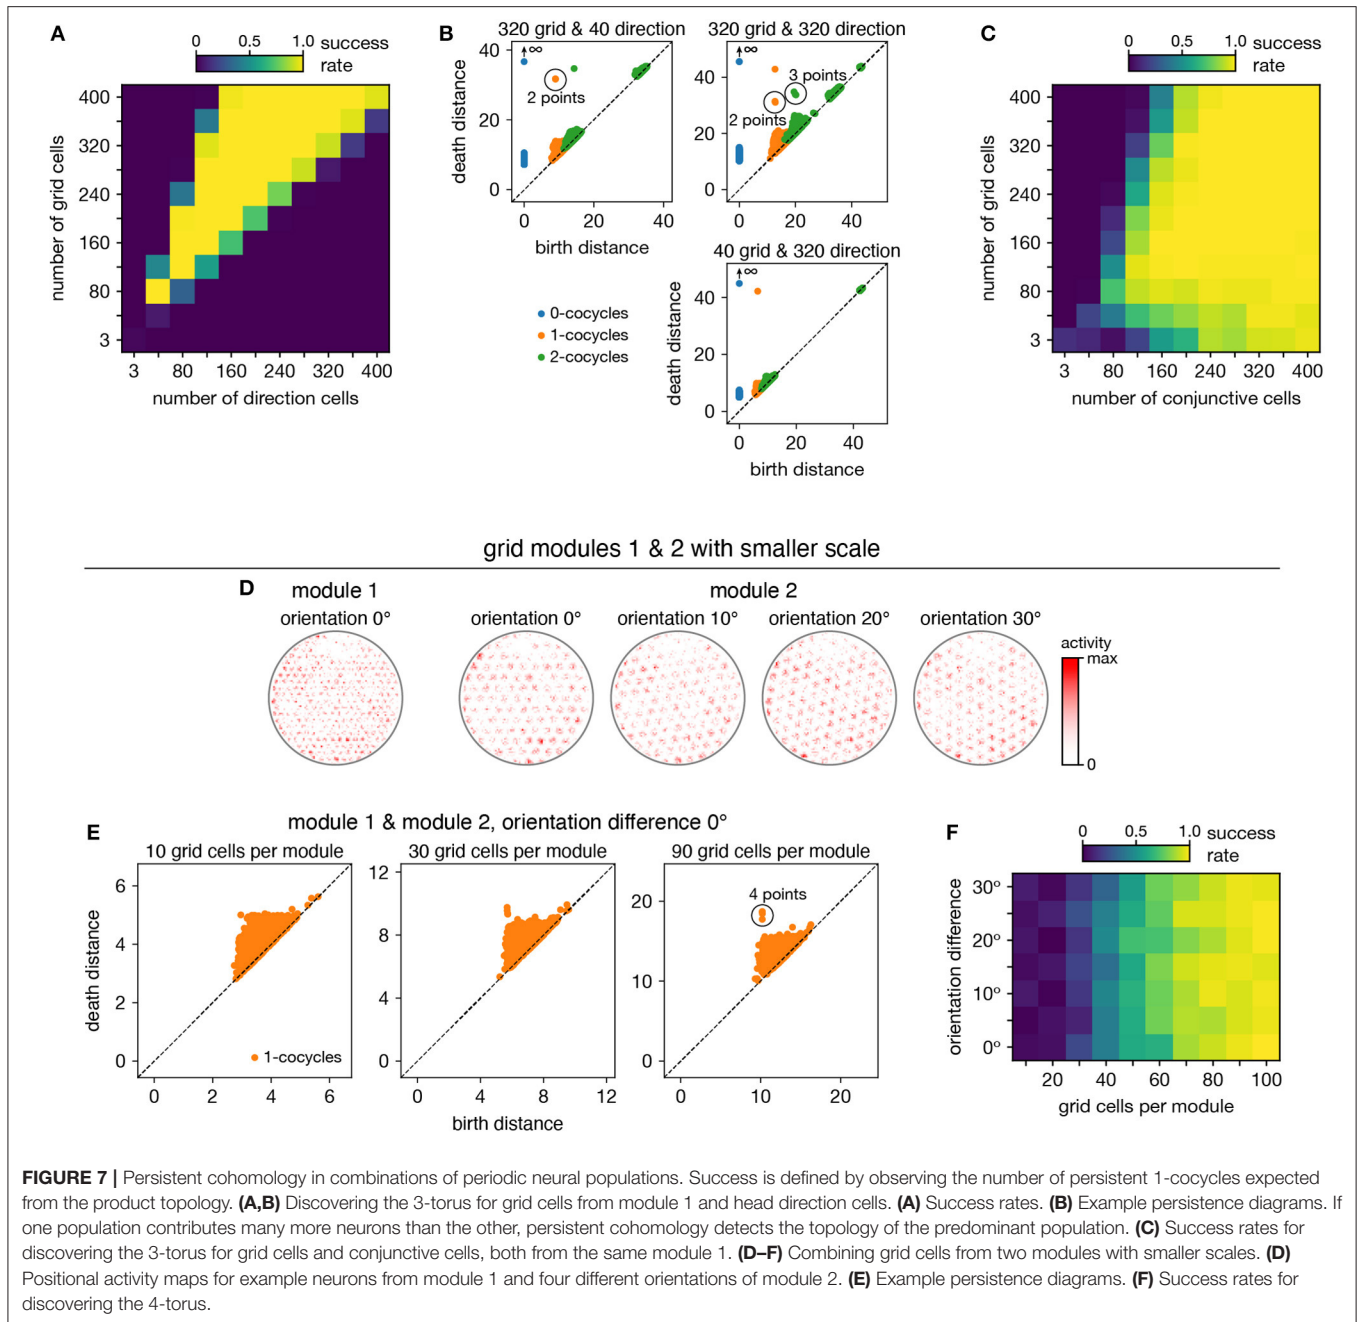 A
0 0.5 1.0 success
rate
400
320
240
160
80
3
number of grid cells
3 80 160 240 320 400
number of direction cells
B
320 grid & 40 direction
40
20
0
death distance
∞
2 points
0 20 40
birth distance
320 grid & 320 direction
40
20
0
∞
3 points
2 points
0 20 40
40 grid & 320 direction
40
20
0
death distance
∞
0 20 40
birth distance
0-cocycles
1-cocycles
2-cocycles
C
0 0.5 1.0 success
rate
400
320
240
160
80
3
number of grid cells
3 80 160 240 320 400
number of conjunctive cells
grid modules 1 & 2 with smaller scale
D
module 1
module 2
orientation 0° orientation 0° orientation 10° orientation 20° orientation 30°
activity
max
0
E
module 1 & module 2, orientation difference 0°
10 grid cells per module 30 grid cells per module 90 grid cells per module
6
4
2
0
death distance
1-cocycles
0 2 4 6
12
9
6
3
0
0 3 6 9 12
birth distance
20
10
0
4 points
0 10 20
F
0 0.5 1.0 success
rate
30°
20°
10°
0°
orientation difference
20 40 60 80 100
grid cells per module
FIGURE 7 | Persistent cohomology in combinations of periodic neural populations. Success is defined by observing the number of persistent 1-cocycles expected
from the product topology. (A,B) Discovering the 3-torus for grid cells from module 1 and head direction cells. (A) Success rates. (B) Example persistence diagrams. If
one population contributes many more neurons than the other, persistent cohomology detects the topology of the predominant population. (C) Success rates for
discovering the 3-torus for grid cells and conjunctive cells, both from the same module 1. (D–F) Combining grid cells from two modules with smaller scales. (D)
Positional activity maps for example neurons from module 1 and four different orientations of module 2. (E) Example persistence diagrams. (F) Success rates for
discovering the 4-torus.